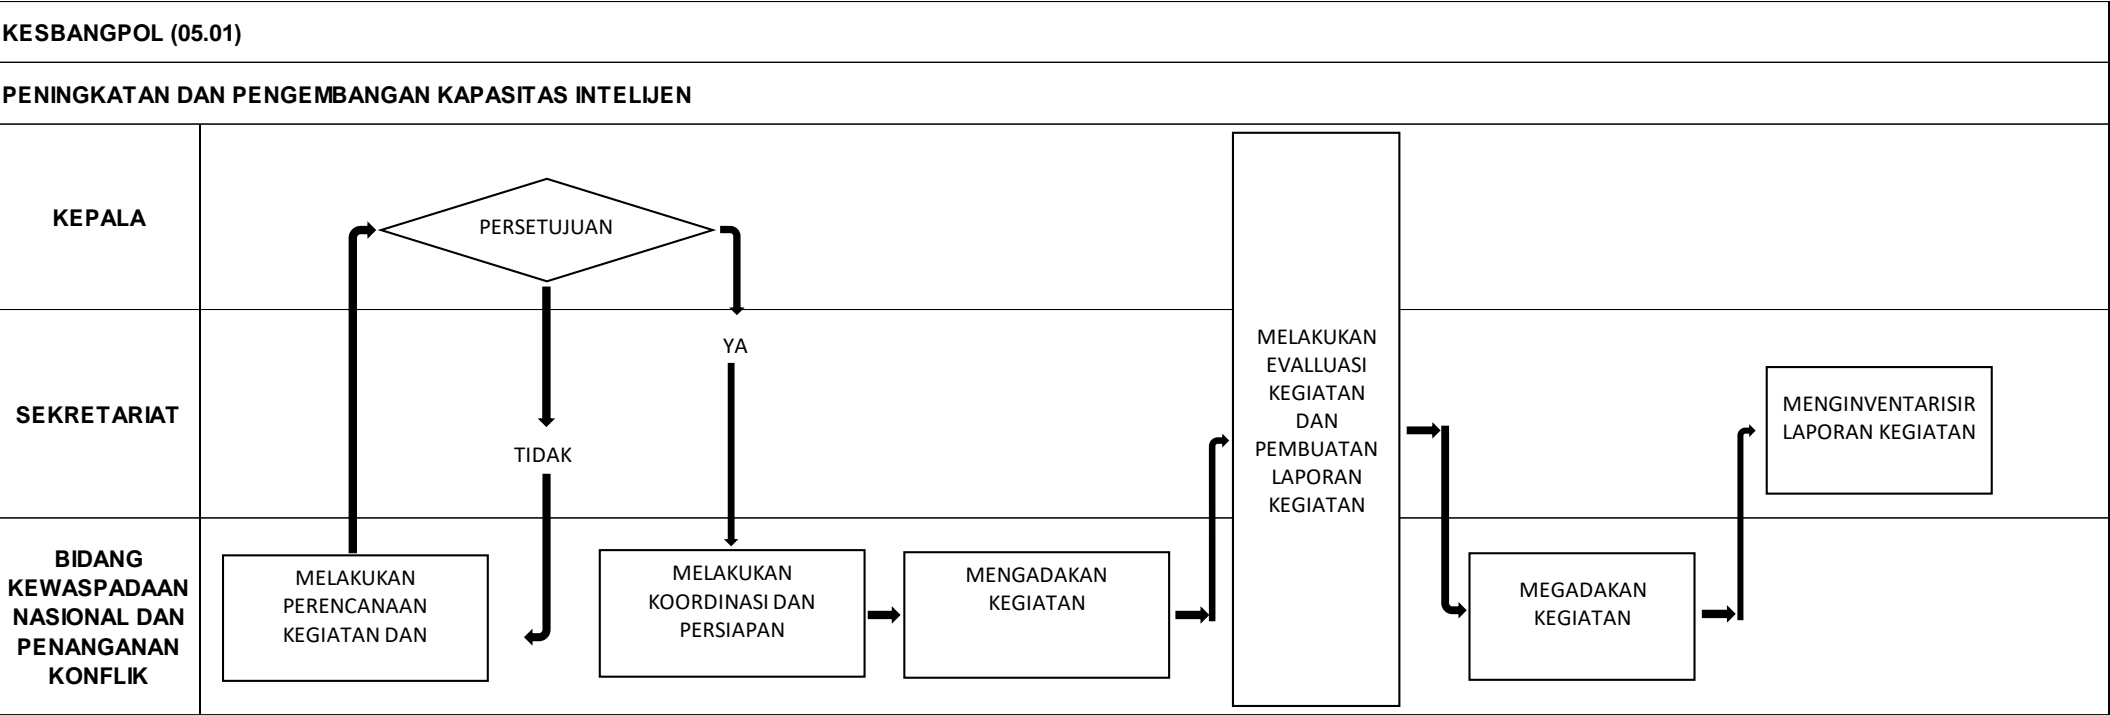 KESBANGPOL (05.01)
PENINGKATAN DAN PENGEMBANGAN KAPASITAS INTELIJEN
KEPALA
PERSETUJUAN
SEKRETARIAT
YA
TIDAK
MELAKUKAN
EVALLUASI
KEGIATAN
DAN
PEMBUATAN
LAPORAN
KEGIATAN
MENGINVENTARISIR
LAPORAN KEGIATAN
BIDANG
KEWASPADAAN
NASIONAL DAN
PENANGANAN
KONFLIK
MELAKUKAN
PERENCANAAN
KEGIATAN DAN
MELAKUKAN
KOORDINASI DAN
PERSIAPAN
MENGADAKAN
KEGIATAN
MEGADAKAN
KEGIATAN